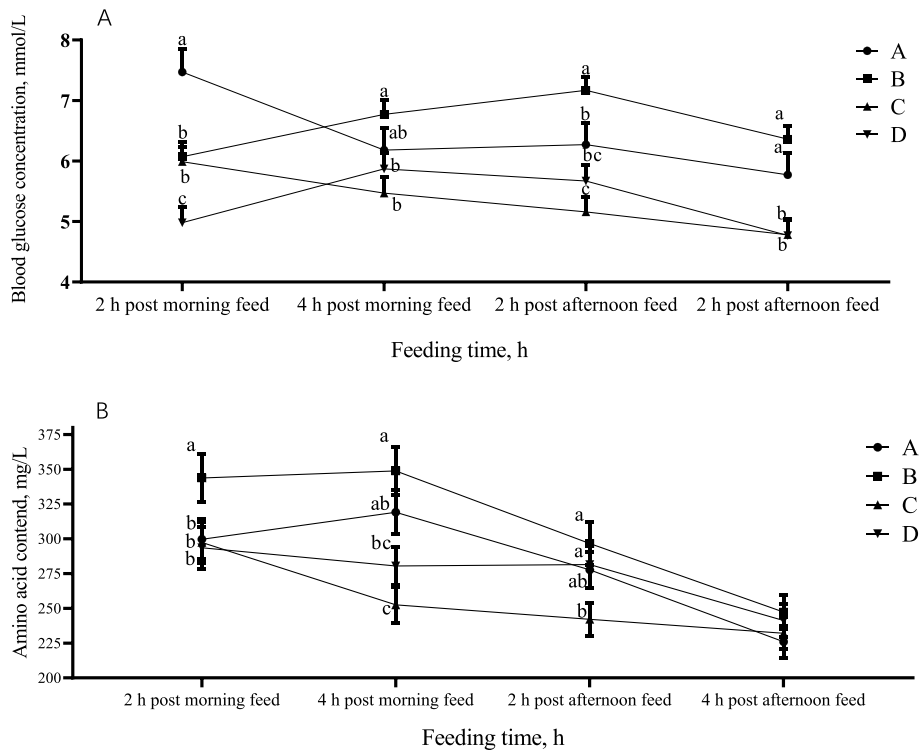 A
Blood glucose concentration, mmol/L
8
7
6
5
4
a
b
b
c
a
ab
b
b
a
b
bc
c
a
a
b
b
A
B
C
D
2 h post morning feed 4 h post morning feed 2 h post afternoon feed 2 h post afternoon feed
Feeding time, h
B
Amino acid contend, mg/L
375
350
325
300
275
250
225
200
a
b
b
b
a
ab
bc
c
a
a
ab
b
A
B
C
D
2 h post morning feed 4 h post morning feed 2 h post afternoon feed 4 h post afternoon feed
Feeding time, h